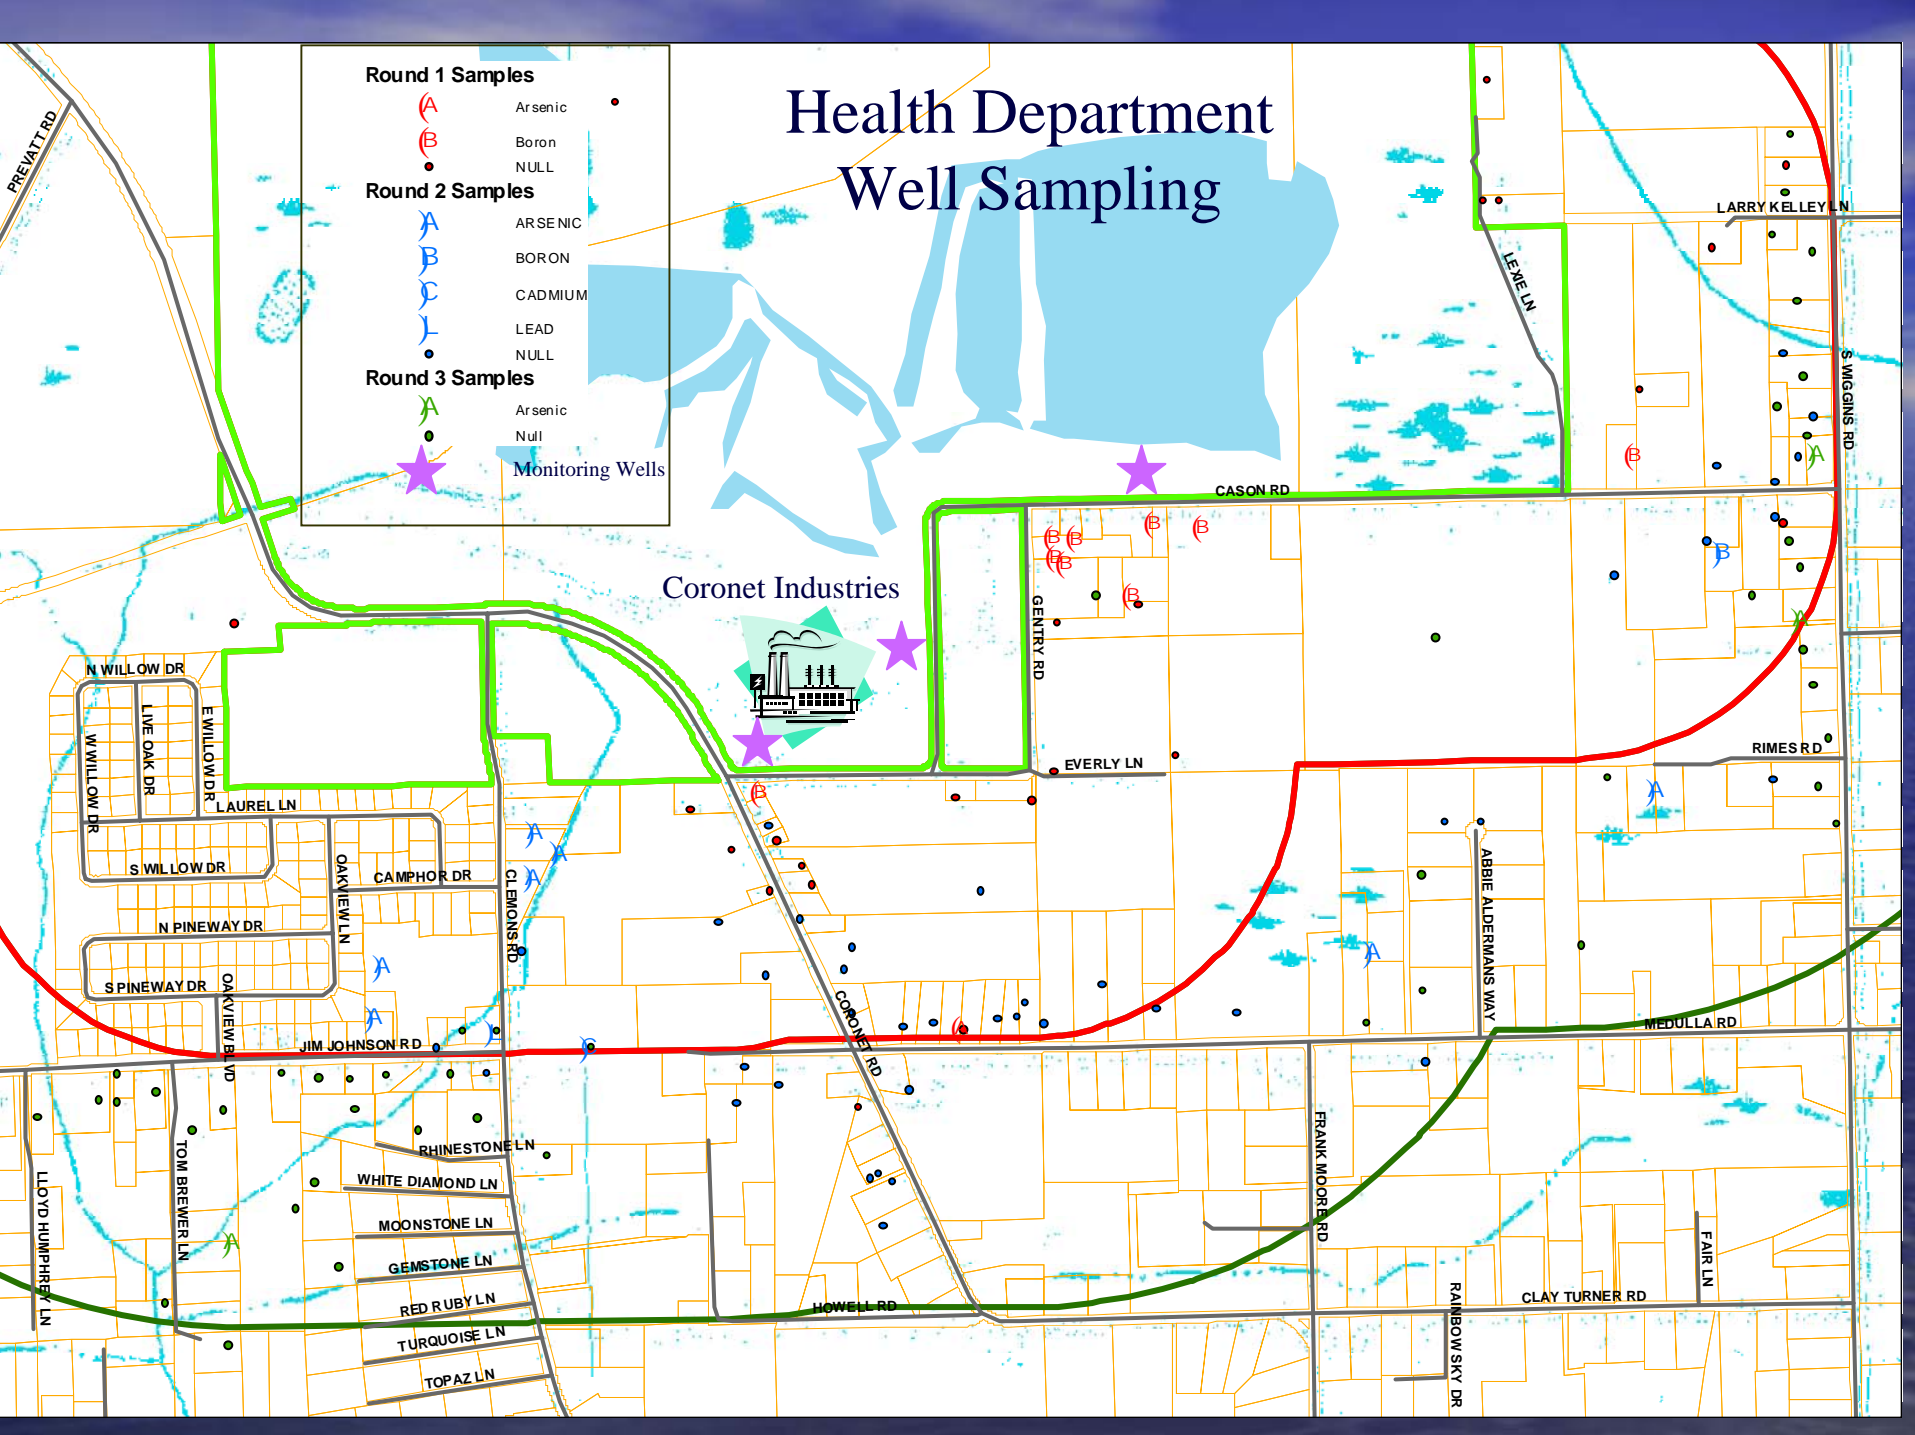 Health Department
Well Sampling
Round 1 Samples
A Arsenic
B Boron
NULL
Round 2 Samples
A ARSENIC
B BORON
C CADMIUM
L LEAD
NULL
Round 3 Samples
A Arsenic
Null
Monitoring Wells
PREVATT RD
LARRY KELLEY LN
LEXIE LN
S WIGGINS RD
B
A
CASON RD
B
B
B
B
B
B
B
B
Coronet Industries
GENTRY RD
A
N WILLOW DR
LIVE OAK DR
E WILLOW DR
W WILLOW DR
RIMES RD
EVERLY LN
B
A
LAUREL LN
A
A
A
S WILLOW DR
OAKVIEW LN
CAMPHOR DR
CLEMONS RD
ABBIE ALDERMANS WAY
N PINEWAY DR
A
A
S PINEWAY DR
OAKVIEW BLVD
A
L
C
A
CORONET RD
MEDULLA RD
JIM JOHNSON RD
FRANK MOORE RD
TOM BREWER LN
LLOYD HUMPHREY LN
RHINESTONE LN
WHITE DIAMOND LN
MOONSTONE LN
A
GEMSTONE LN
FAIR LN
RED RUBY LN
HOWELL RD
CLAY TURNER RD
RAINBOW SKY DR
TURQUOISE LN
TOPAZ LN